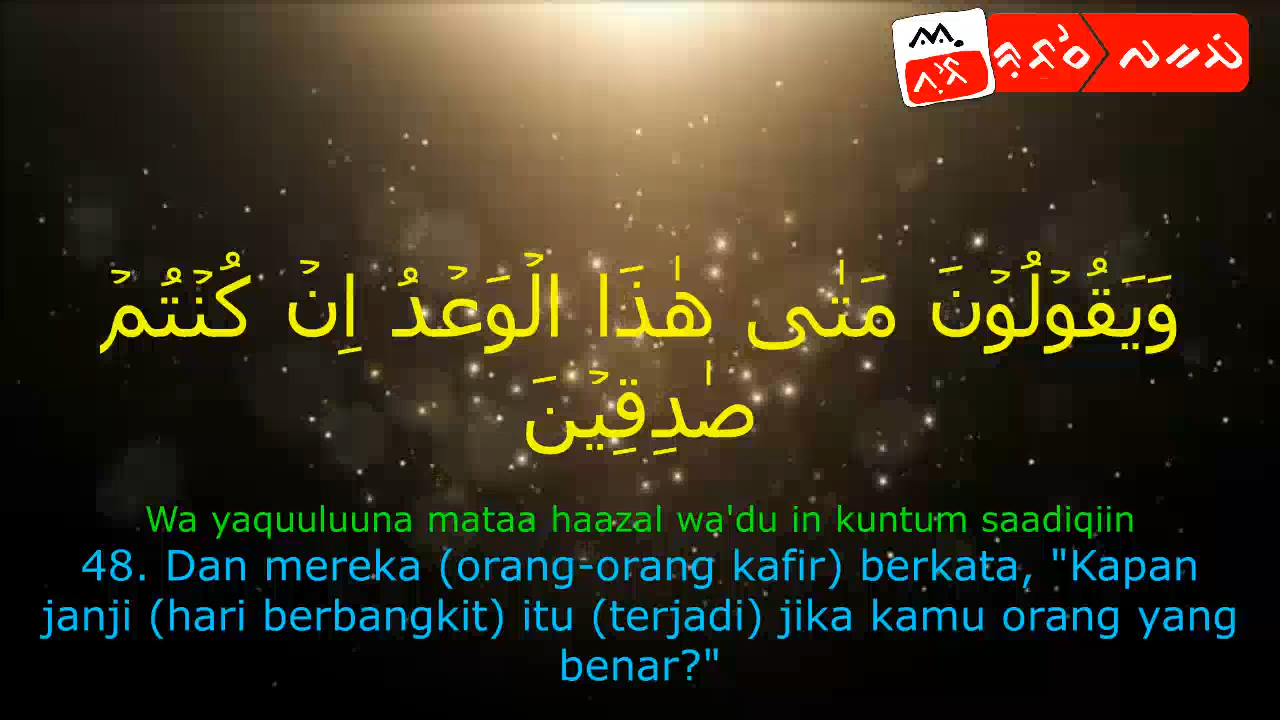 وَيَقُوۡلُوۡنَ مَتٰى هٰذَا الۡوَعۡدُ اِنۡ كُنۡتُمۡ
صٰدِقِيۡنَ
Wa yaquuluuna mataa haazal wa'du in kuntum saadiqiin
48. Dan mereka (orang-orang kafir) berkata, "Kapan
janji (hari berbangkit) itu (terjadi) jika kamu orang yang
benar?"